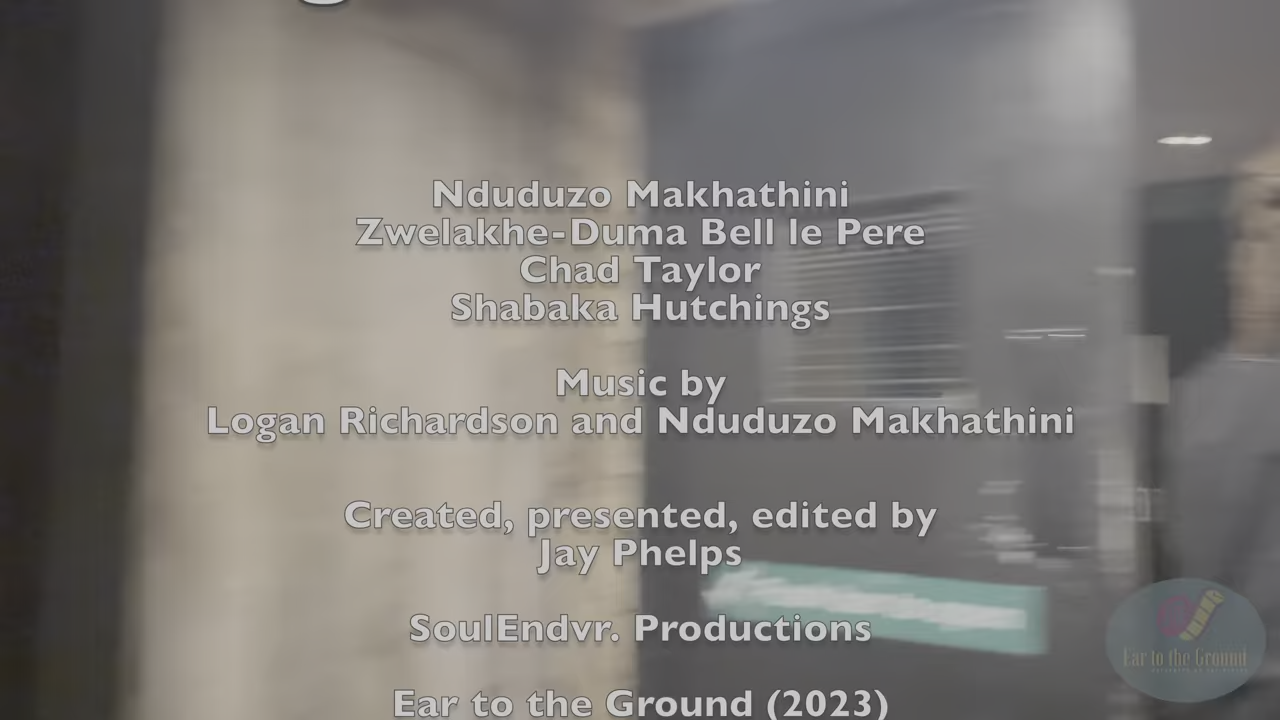 Nduduzo Makhathini
Zwelakhe-Duma Bell le Pere
Chad Taylor
Shabaka Hutchings
Music by
Logan Richardson and Nduduzo Makhathini
Created, presented, edited by
Jay Phelps
SoulEndvr. Productions
Ear to the Ground (2023)
Ear to the Ground